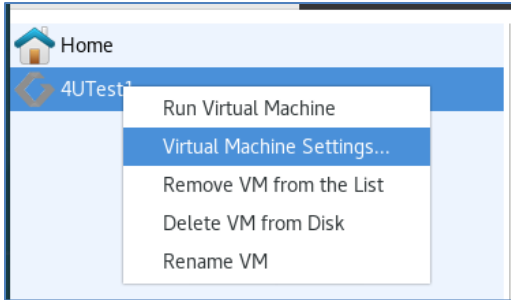 Home
4UTest1
Run Virtual Machine
Virtual Machine Settings...
Remove VM from the List
Delete VM from Disk
Rename VM